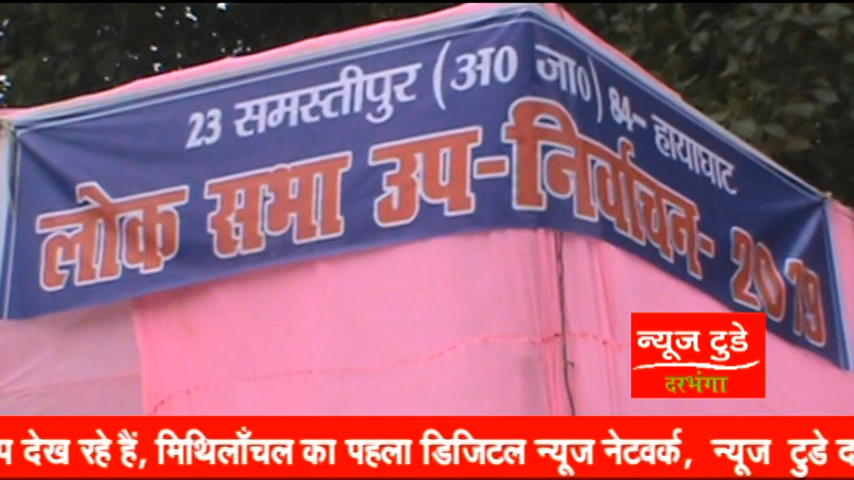 23 समस्तीपुर (अ0 जा0) 84- हायाघाट
लोक सभा उप-निर्वाचन- 2019
न्यूज टुडे
दरभंगा
प देख रहे हैं, मिथिलाँचल का पहला डिजिटल न्यूज नेटवर्क, न्यूज टुडे द